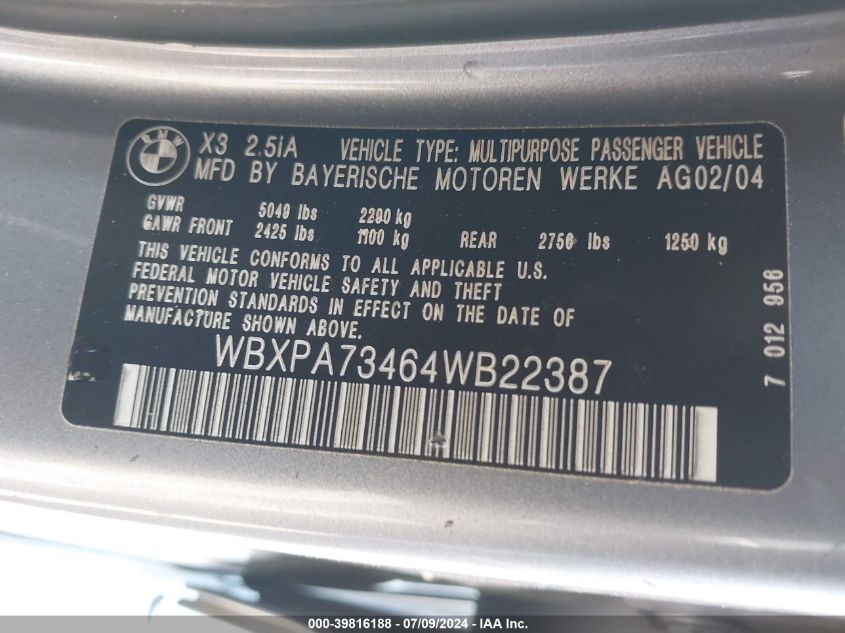 BMW
X3 2.5iA VEHICLE TYPE: MULTIPURPOSE PASSENGER VEHICLE
MFD BY BAYERISCHE MOTOREN WERKE AG02/04
GVWR 5049 lbs 2290 kg
GAWR FRONT 2425 lbs 1100 kg REAR 2756 lbs 1250 kg
THIS VEHICLE CONFORMS TO ALL APPLICABLE U.S.
FEDERAL MOTOR VEHICLE SAFETY AND THEFT
PREVENTION STANDARDS IN EFFECT ON THE DATE OF
MANUFACTURE SHOWN ABOVE.
WBXPA73464WB22387
7 012 956
000-39816188 - 07/09/2024 - IAAI - Copart Inc.